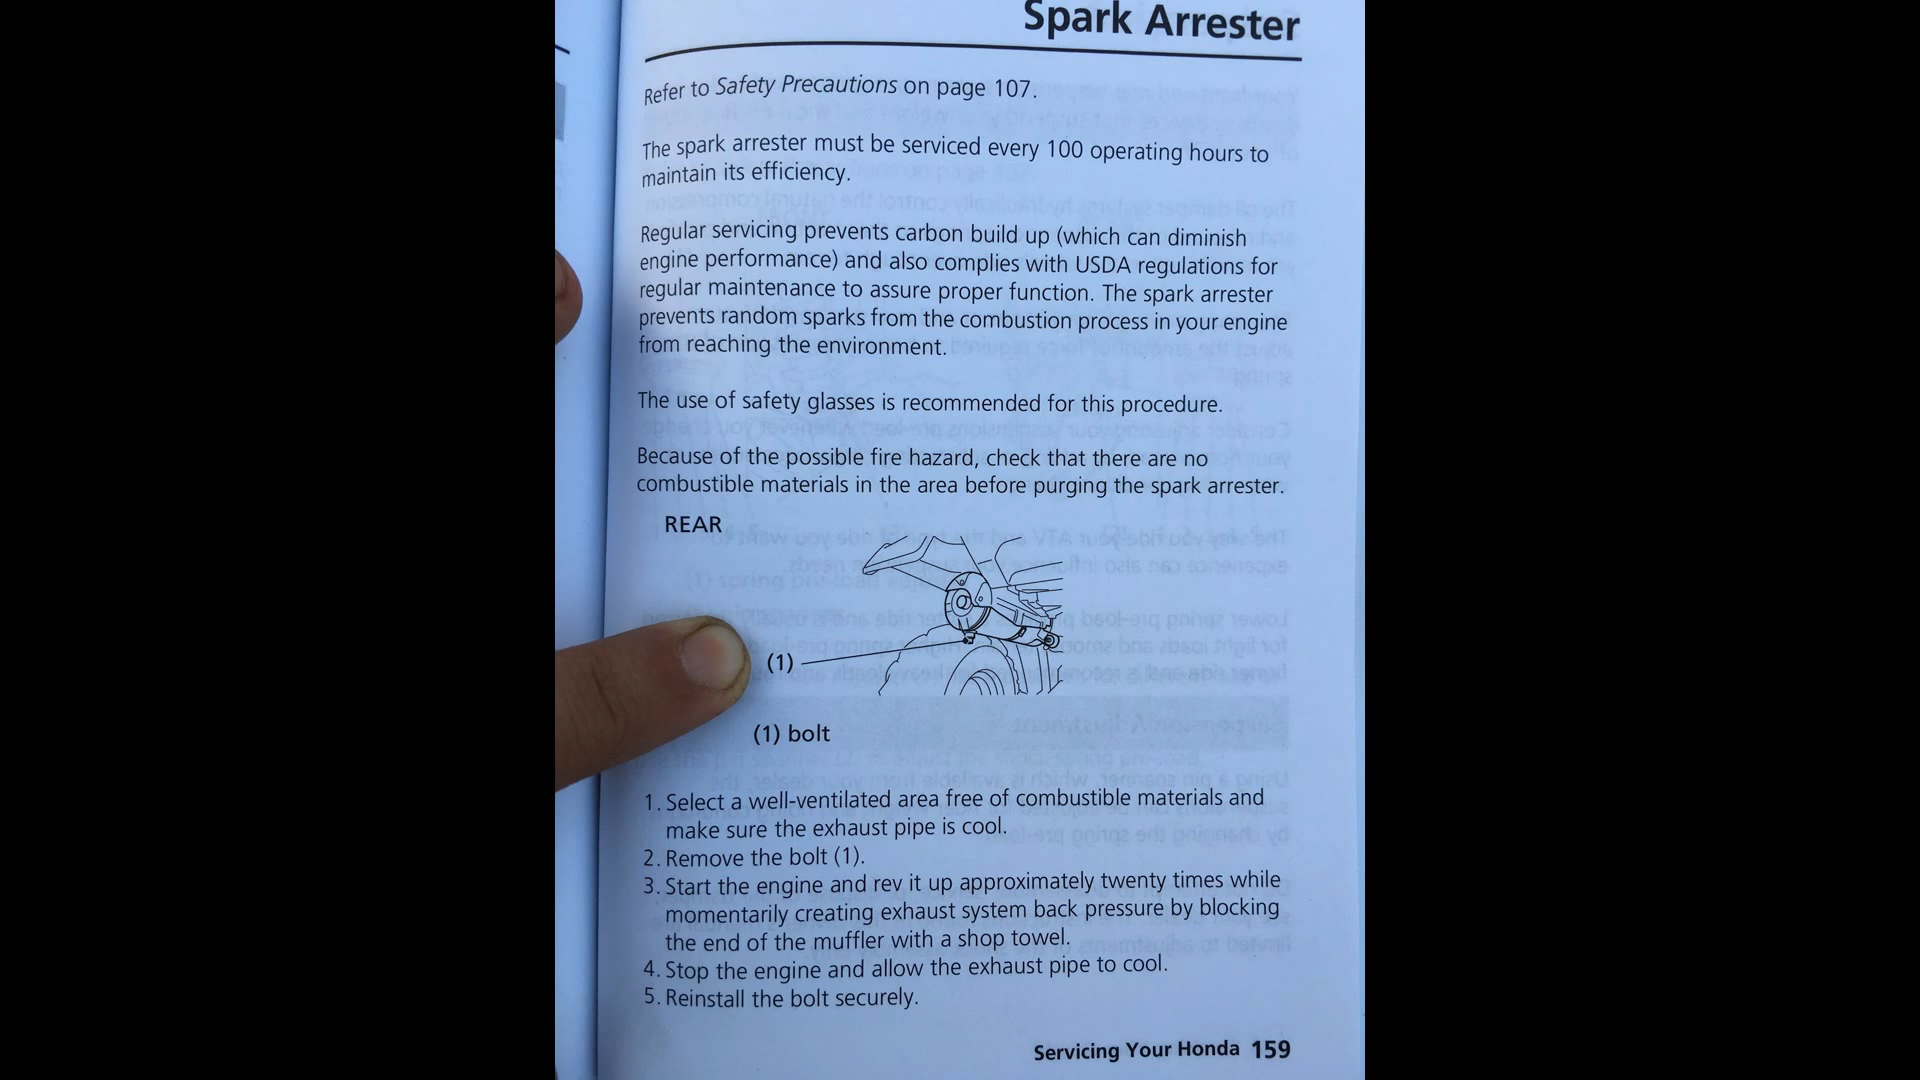 Spark Arrester
Refer to Safety Precautions on page 107.
The spark arrester must be serviced every 100 operating hours to
maintain its efficiency.
Regular servicing prevents carbon build up (which can diminish
engine performance) and also complies with USDA regulations for
regular maintenance to assure proper function. The spark arrester
prevents random sparks from the combustion process in your engine
from reaching the environment.
The use of safety glasses is recommended for this procedure.
Because of the possible fire hazard, check that there are no
combustible materials in the area before purging the spark arrester.
REAR
(1)
(1) bolt
1. Select a well-ventilated area free of combustible materials and
make sure the exhaust pipe is cool.
2. Remove the bolt (1).
3. Start the engine and rev it up approximately twenty times while
momentarily creating exhaust system back pressure by blocking
the end of the muffler with a shop towel.
4. Stop the engine and allow the exhaust pipe to cool.
5. Reinstall the bolt securely.
Servicing Your Honda 159